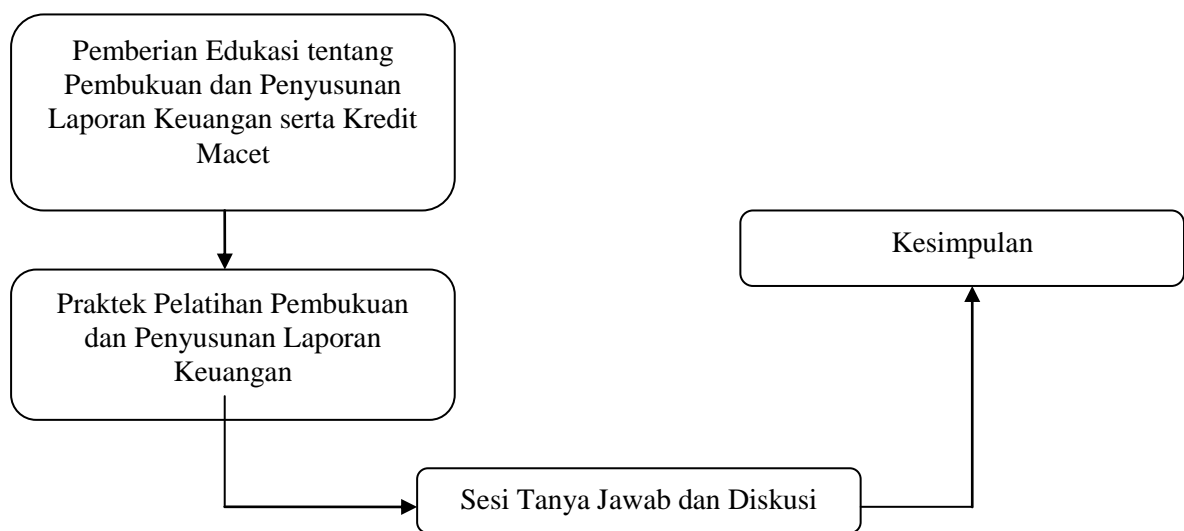 Pemberian Edukasi tentang
Pembukuan dan Penyusunan
Laporan Keuangan serta Kredit
Macet
Praktek Pelatihan Pembukuan
dan Penyusunan Laporan
Keuangan
Sesi Tanya Jawab dan Diskusi
Kesimpulan